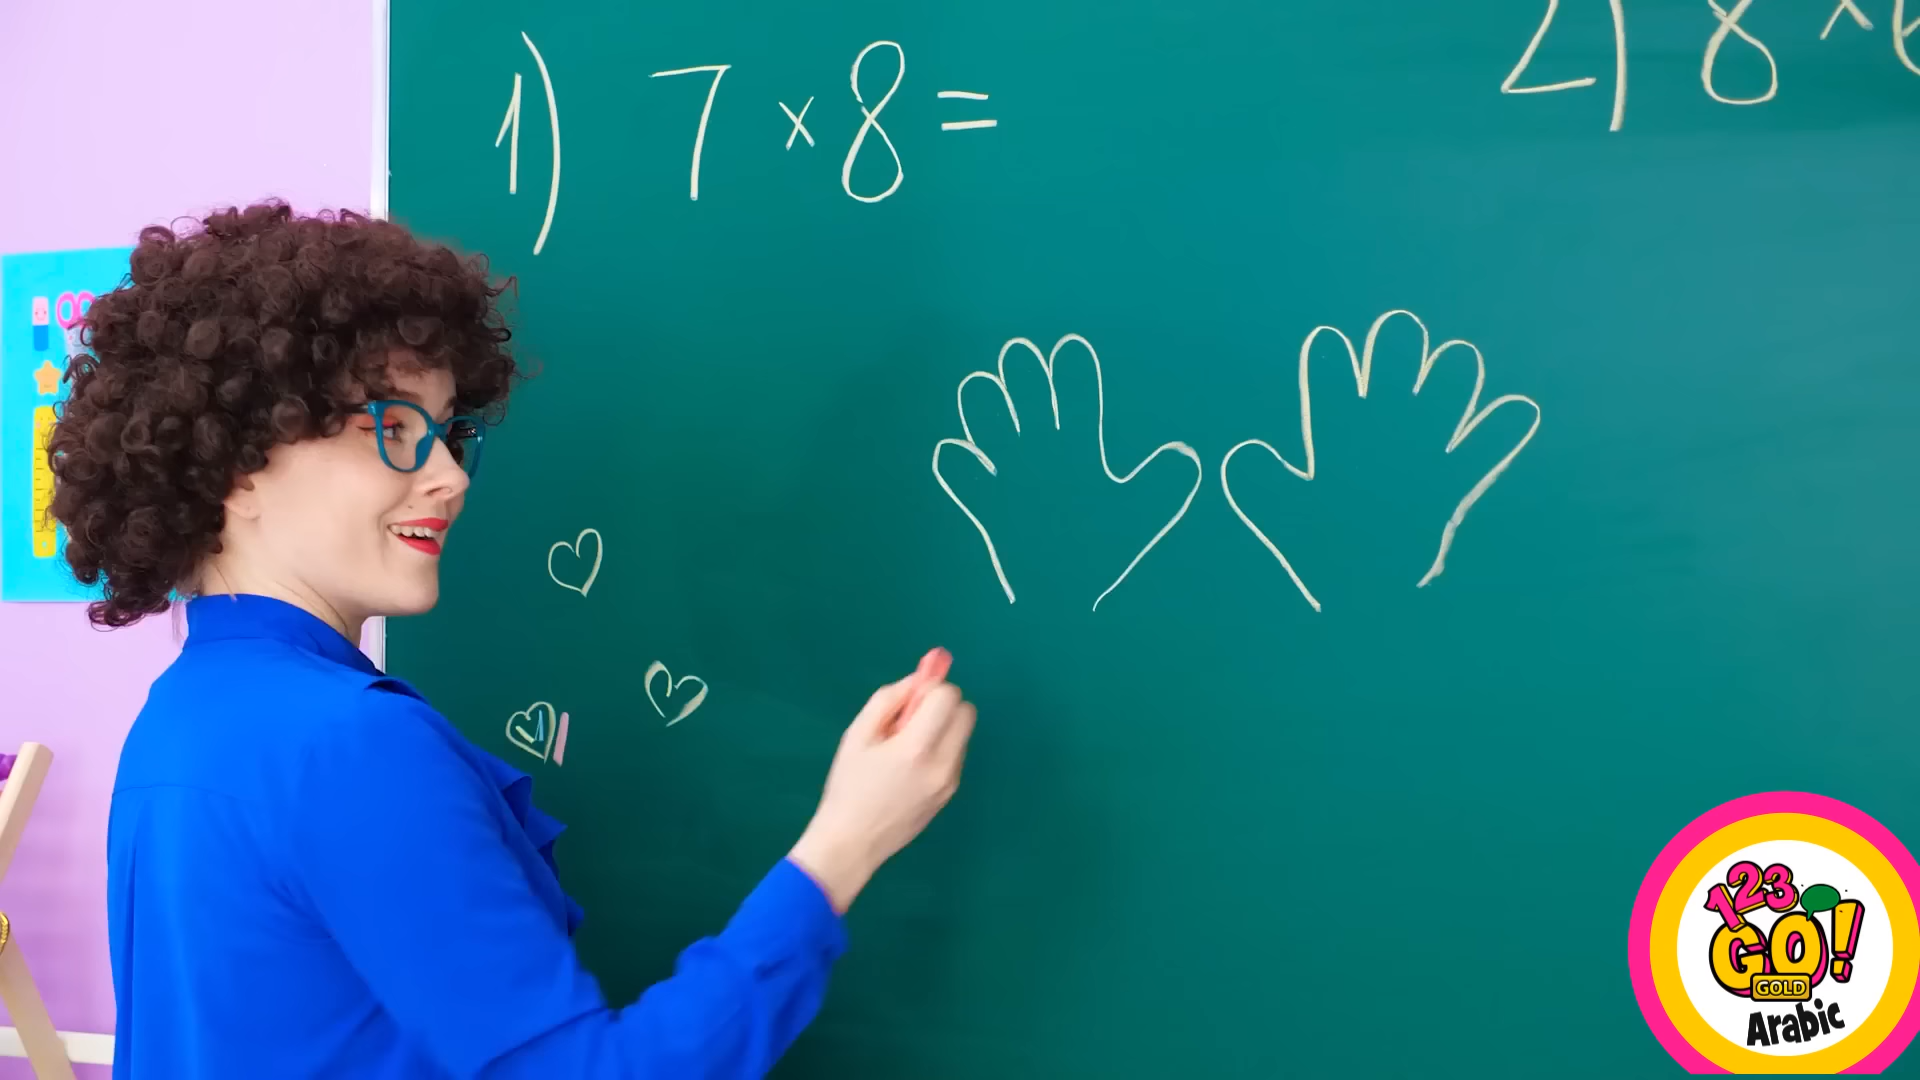 1) 7 × 8 =
2) 8 ×
123
GO!
GOLD
Arabic